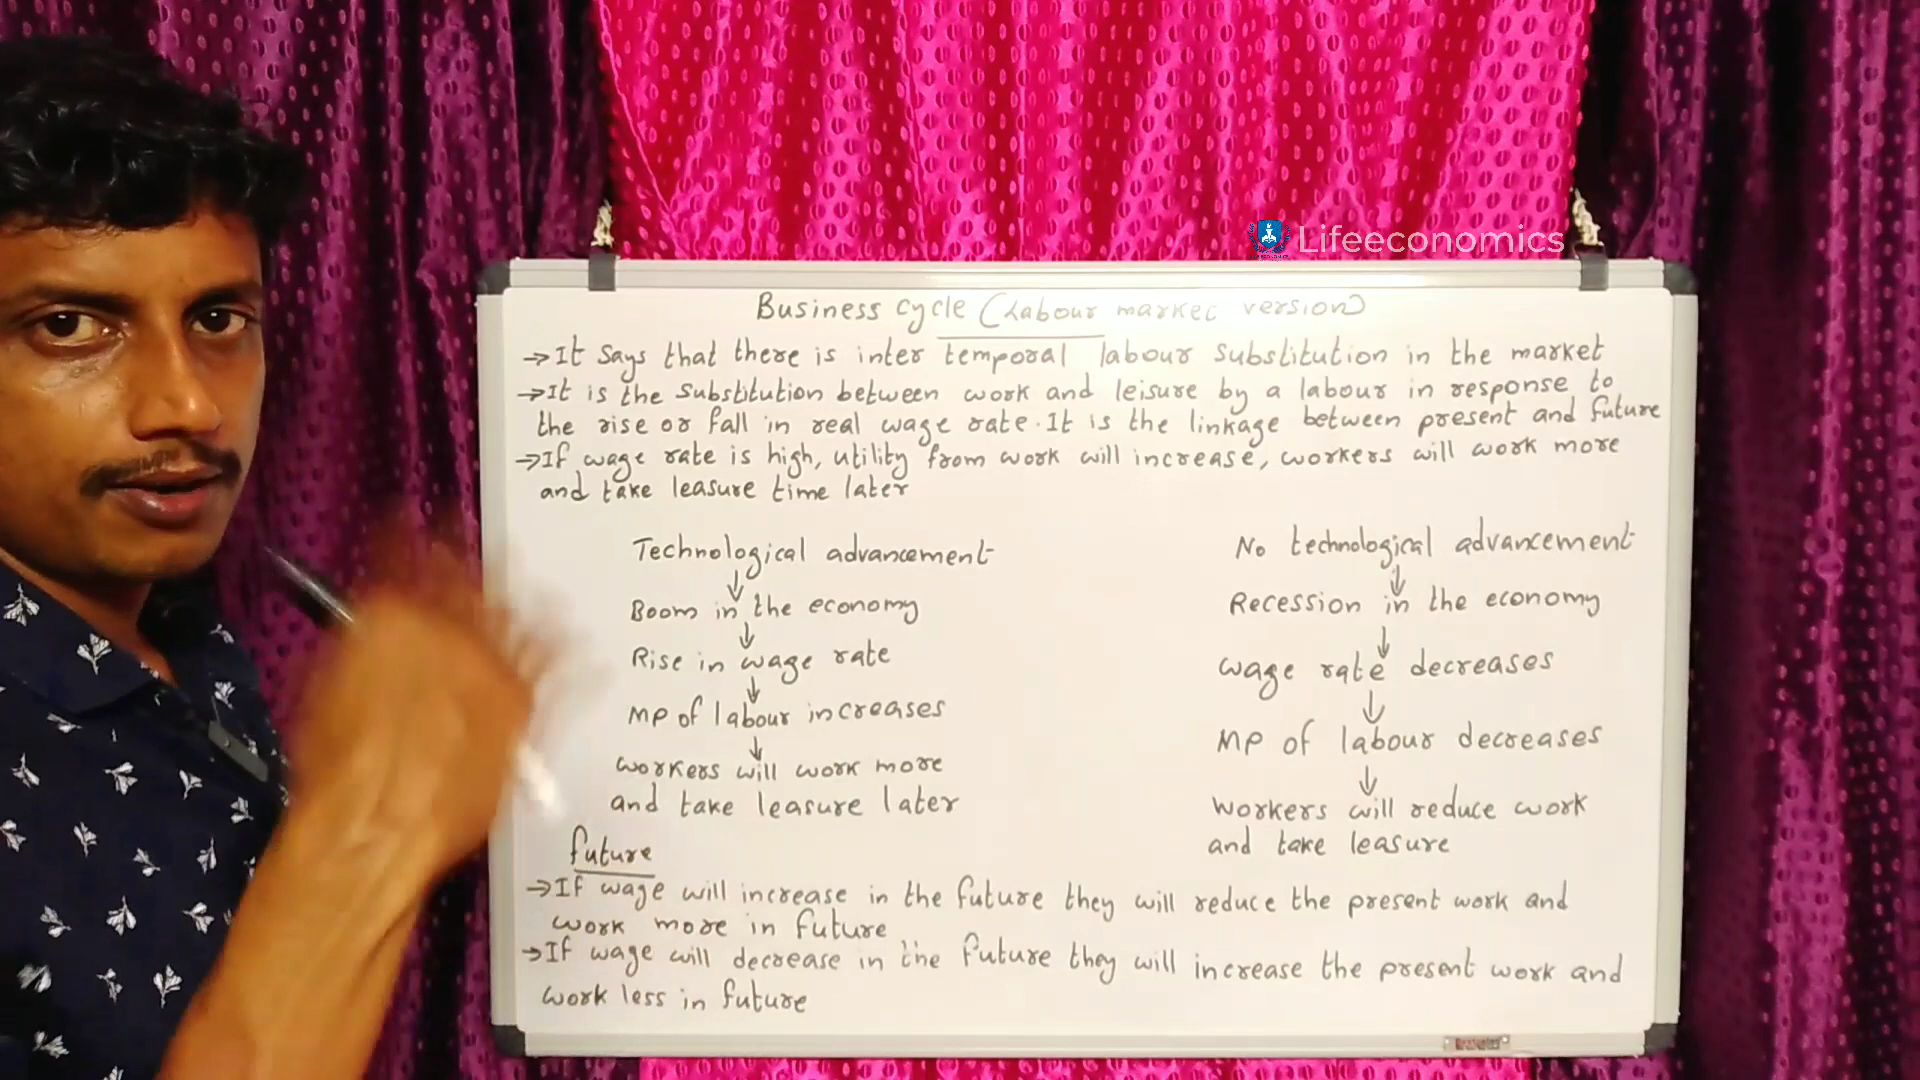 Lifeeconomics
Business cycle (Labour market version)
→It says that there is inter temporal labour substitution in the market
→It is the substitution between work and leisure by a labour in response to
the rise or fall in real wage rate. It is the linkage between present and future
→If wage rate is high, utility from work will increase, workers will work more
and take leasure time later
Technological advancement
↓
Boom in the economy
↓
Rise in wage rate
↓
MP of labour increases
↓
workers will work more
and take leasure later
No technological advancement
↓
Recession in the economy
↓
wage rate decreases
↓
MP of labour decreases
↓
workers will reduce work
and take leasure
future
→If wage will increase in the future they will reduce the present work and
work more in future
→If wage will decrease in the future they will increase the present work and
work less in future